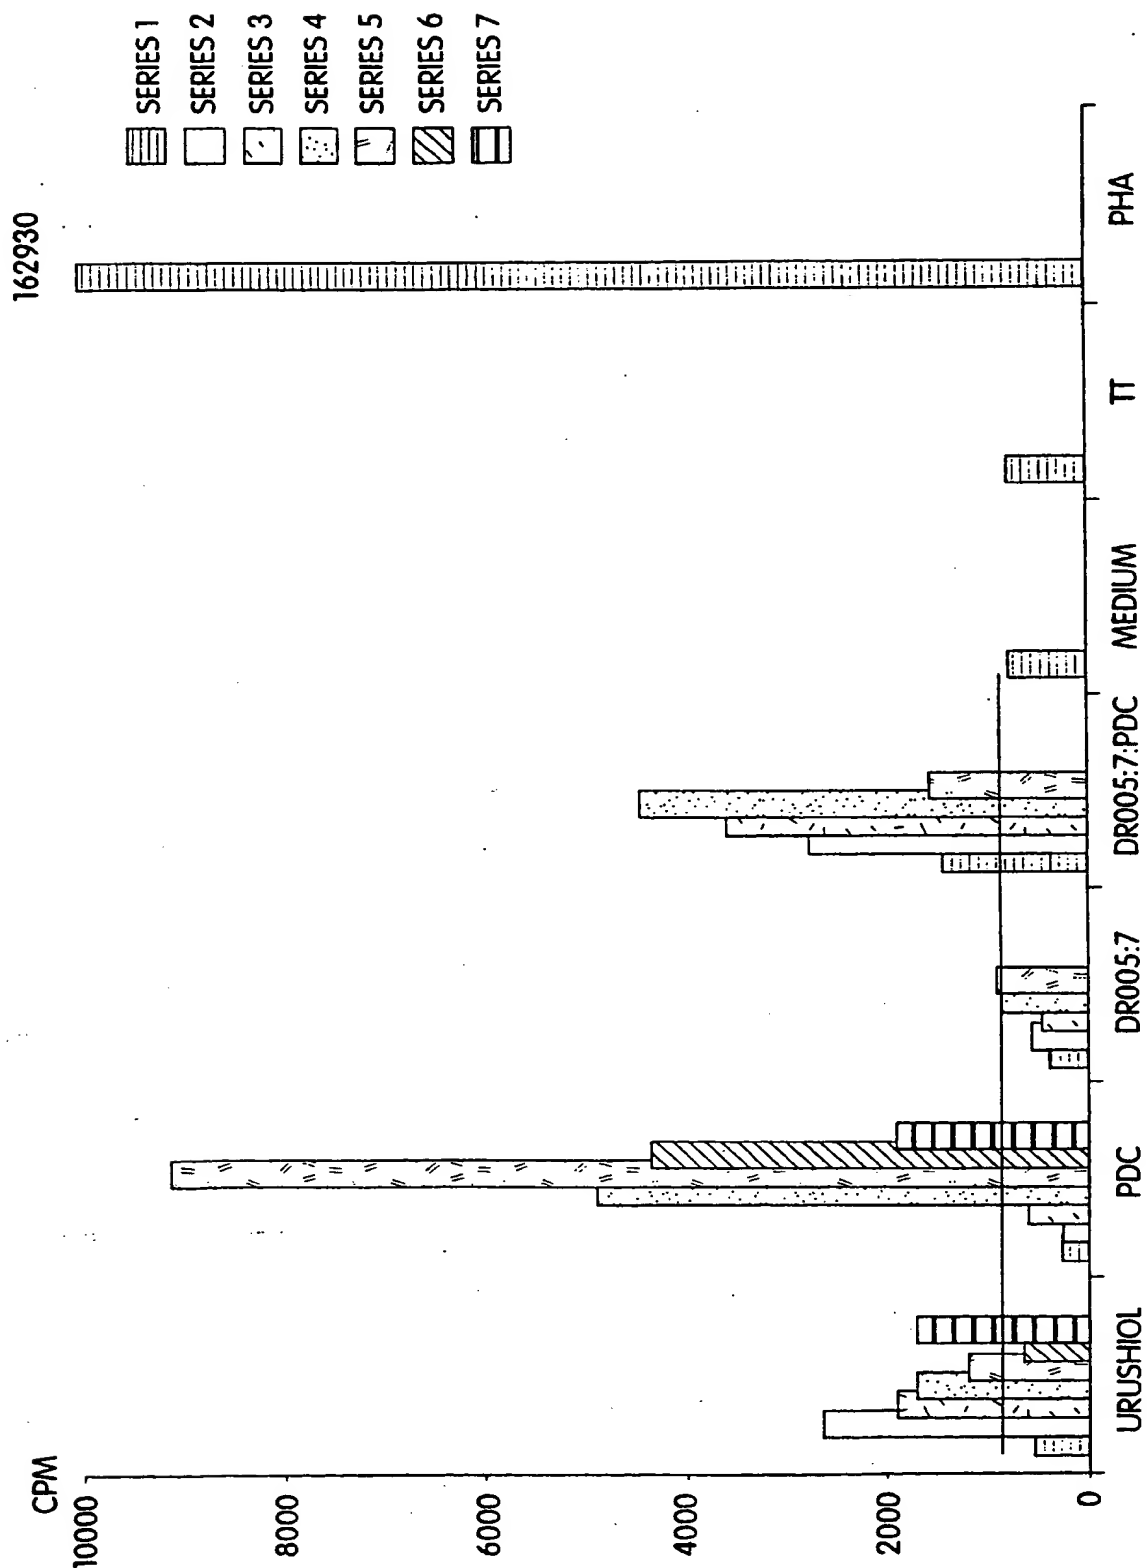 162930
SERIES 1
SERIES 2
SERIES 3
SERIES 4
SERIES 5
SERIES 6
SERIES 7
CPM
10000
8000
6000
4000
2000
0
URUSHIOL
PDC
DR005:7
DR005:7:PDC
MEDIUM
TT
PHA